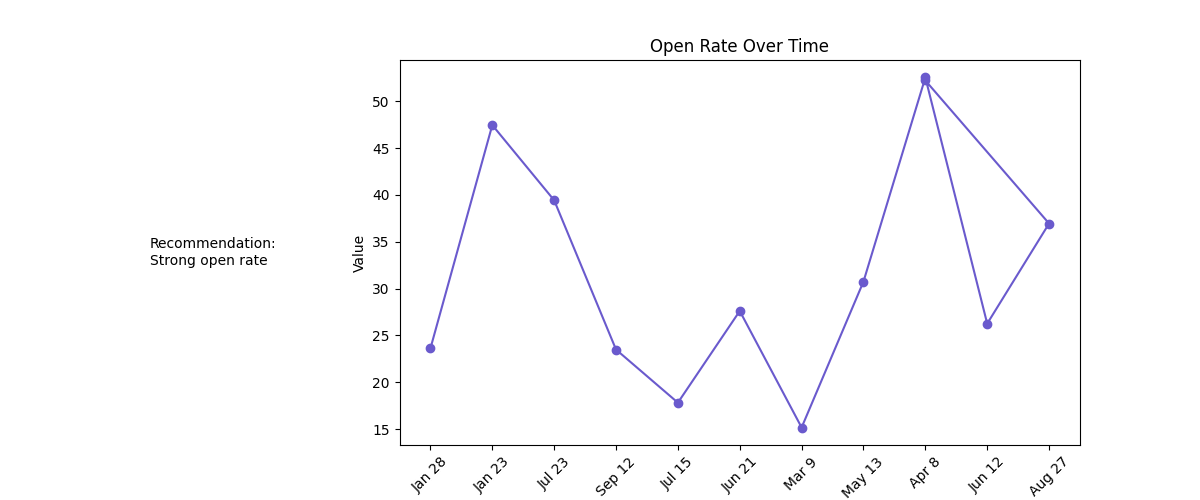 Open Rate Over Time
Recommendation:
Strong open rate
Value
50
45
40
35
30
25
20
15
Jan 28
Jan 23
Jul 23
Sep 12
Jul 15
Jun 21
Mar 9
May 13
Apr 8
Jun 12
Aug 27